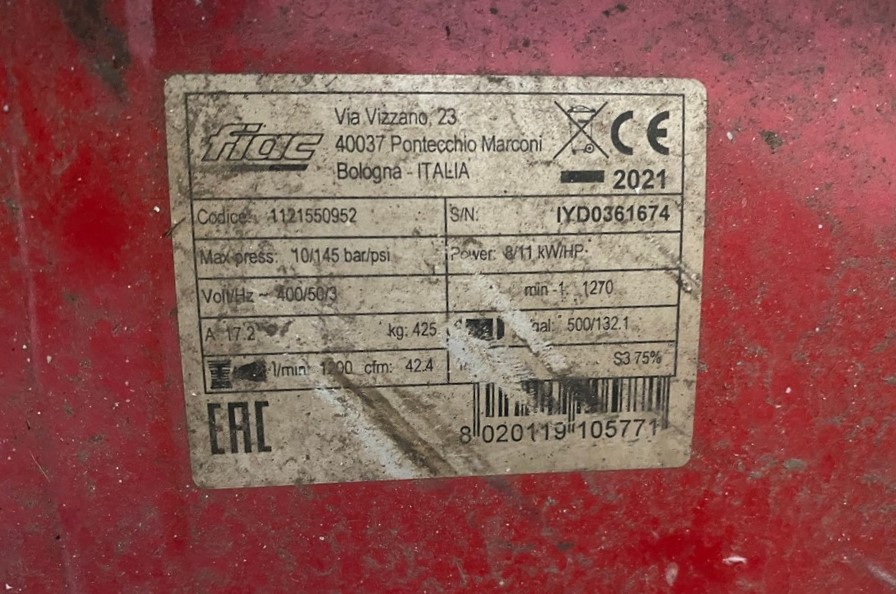 fiac
Via Vizzano, 23
40037 Pontecchio Marconi
Bologna - ITALIA
CE
2021
Codice: 1121550952
S/N: IYD0361674
Max press: 10/145 bar/psi
Power: 8/11 kW/HP
Volt/Hz ~ 400/50/3
min -1: 1270
A 17.2 kg: 425
gal: 500/132.1
l/min: 1200 cfm: 42.4
S3 75%
EAC
8 020119 105771